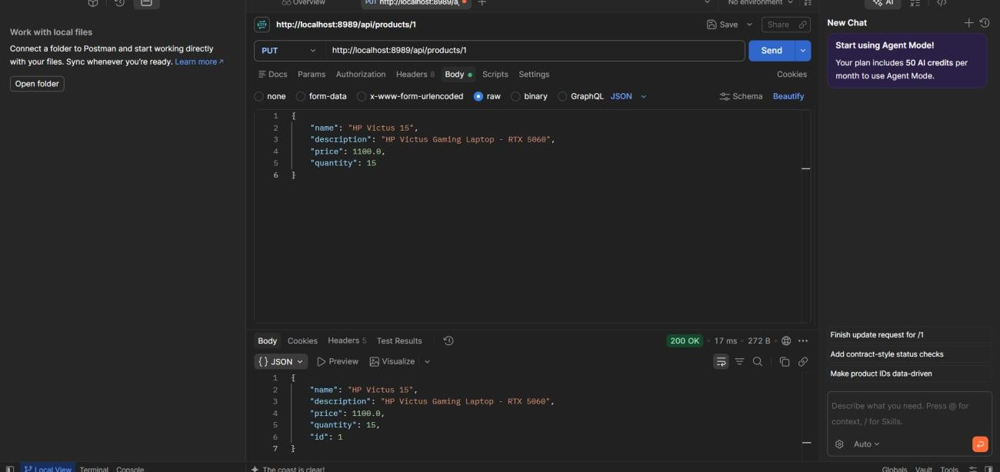 Overview
PUT http://localhost:8989/a
No environment
AI
Work with local files
Connect a folder to Postman and start working directly
with your files. Sync whenever you're ready. Learn more
Open folder
HTTP
http://localhost:8989/api/products/1
Save
Share
PUT
http://localhost:8989/api/products/1
Send
Docs
Params
Authorization
Headers 8
Body
Scripts
Settings
Cookies
none
form-data
x-www-form-urlencoded
raw
binary
GraphQL
JSON
Schema
Beautify
1 {
2 "name": "HP Victus 15",
3 "description": "HP Victus Gaming Laptop - RTX 5060",
4 "price": 1100.0,
5 "quantity": 15
6 }
Body
Cookies
Headers 5
Test Results
200 OK
17 ms
272 B
{} JSON
Preview
Visualize
1 {
2 "name": "HP Victus 15",
3 "description": "HP Victus Gaming Laptop - RTX 5060",
4 "price": 1100.0,
5 "quantity": 15,
6 "id": 1
7 }
New Chat
Start using Agent Mode!
Your plan includes 50 AI credits per
month to use Agent Mode.
Finish update request for /1
Add contract-style status checks
Make product IDs data-driven
Describe what you need. Press @ for
context, / for Skills.
Auto
Local View
Terminal
Console
The coast is clear!
Globals
Vault
Tools